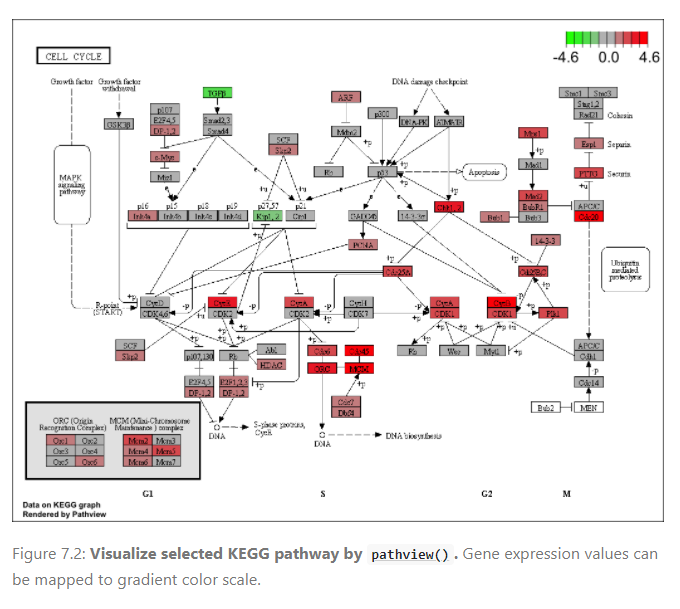 CELL CYCLE
-4.6 0.0 4.6
Growth factor
Growth factor
withdrawal
DNA damage checkpoint
TGFβ
ARF
Smc1 Smc3
Stag1,2
Rad21
Cohesin
GSK3β
p107
E2F4,5
DP-1,2
Smad2,3
Smad4
SCF
Skp2
Mdm2
p300
DNA-PK
ATM/ATR
Mps1
Esp1
Separin
c-Myc
Miz1
Rb
p53
Apoptosis
Mad1
PTTG
Securin
MAPK
signaling
pathway
p16
Ink4a
p15
Ink4b
p18
Ink4c
p19
Ink4d
p27,57
Kip1,2
p21
Cip1
GADD45
14-3-3σ
Chk1,2
Bub1
Mad2
BubR1
Bub3
APC/C
Cdc20
PCNA
14-3-3
Cdc25A
Cdc25B,C
Ubiquitin
mediated
proteolysis
R-point
(START)
CycD
CDK4,6
CycE
CDK2
CycA
CDK2
CycH
CDK7
CycA
CDK1
CycB
CDK1
Plk1
SCF
Skp2
p107,130
Rb
Abl
HDAC
Cdc6
ORC
Cdc45
MCM
Rb
Wee
Myt1
APC/C
Cdh1
E2F4,5
DP-1,2
E2F1,2,3
DP-1,2
Cdc7
Dbf4
Cdc14
Bub2
MEN
DNA
S-phase proteins,
CycE
DNA
DNA biosynthesis
ORC (Origin
Recognition Complex)
MCM (Mini-Chromosome
Maintenance) complex
Orc1 Orc2
Orc3 Orc4
Orc5 Orc6
Mcm2 Mcm3
Mcm4 Mcm5
Mcm6 Mcm7
G1
S
G2
M
Data on KEGG graph
Rendered by Pathview
Figure 7.2: Visualize selected KEGG pathway by pathview(). Gene expression values can
be mapped to gradient color scale.